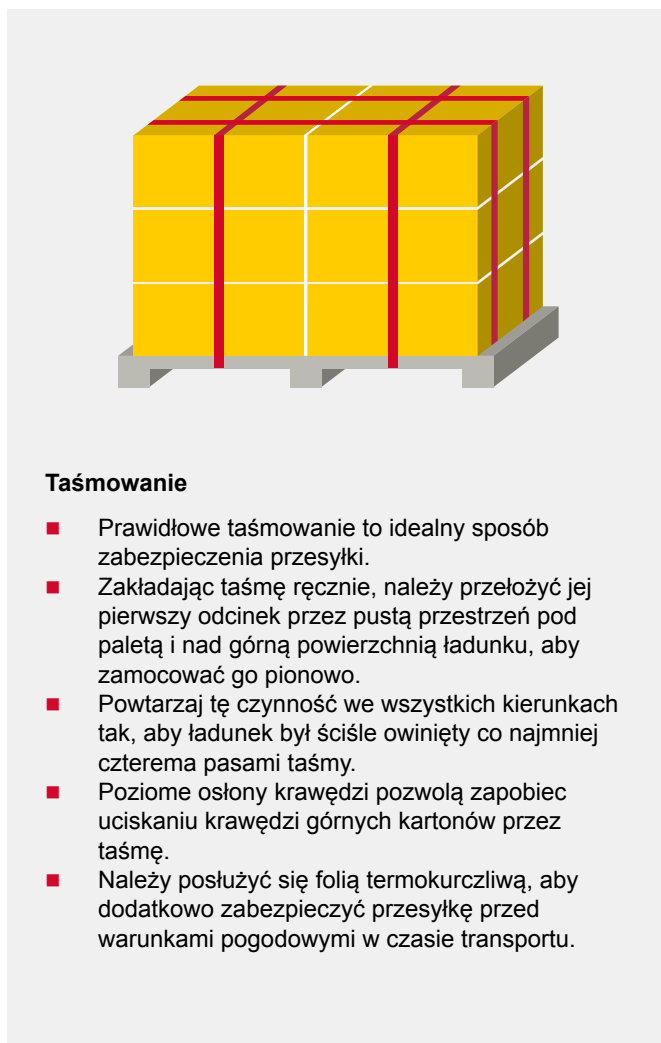 Taśmowanie
Prawidłowe taśmowanie to idealny sposób
zabezpieczenia przesyłki.
Zakładając taśmę ręcznie, należy przełożyć jej
pierwszy odcinek przez pustą przestrzeń pod
paletą i nad górną powierzchnią ładunku, aby
zamocować go pionowo.
Powtarzaj tę czynność we wszystkich kierunkach
tak, aby ładunek był ściśle owinięty co najmniej
czterema pasami taśmy.
Poziome osłony krawędzi pozwolą zapobiec
uciskaniu krawędzi górnych kartonów przez
taśmę.
Należy posłużyć się folią termokurczliwą, aby
dodatkowo zabezpieczyć przesyłkę przed
warunkami pogodowymi w czasie transportu.